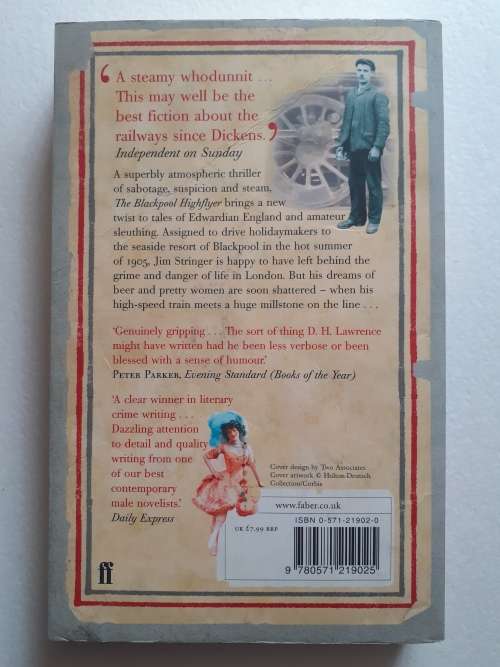 ‘A steamy whodunnit ...
This may well be the
best fiction about the
railways since Dickens.’
Independent on Sunday
A superbly atmospheric thriller
of sabotage, suspicion and steam,
The Blackpool Highflyer brings a new
twist to tales of Edwardian England and amateur
sleuthing. Assigned to drive holidaymakers to
the seaside resort of Blackpool in the hot summer
of 1905, Jim Stringer is happy to have left behind the
grime and danger of life in London. But his dreams of
beer and pretty women are soon shattered – when his
high-speed train meets a huge millstone on the line ...
‘Genuinely gripping ... The sort of thing D. H. Lawrence
might have written had he been less verbose or been
blessed with a sense of humour.’
PETER PARKER, Evening Standard (Books of the Year)
‘A clear winner in literary
crime writing ...
Dazzling attention
to detail and quality
writing from one
of our best
contemporary
male novelists.’
Daily Express
Cover design by Two Associates
Cover artwork © Hulton-Deutsch
Collection/Corbis
www.faber.co.uk
UK £7.99 RRP
ISBN 0-571-21902-0
9 780571 219025
ff